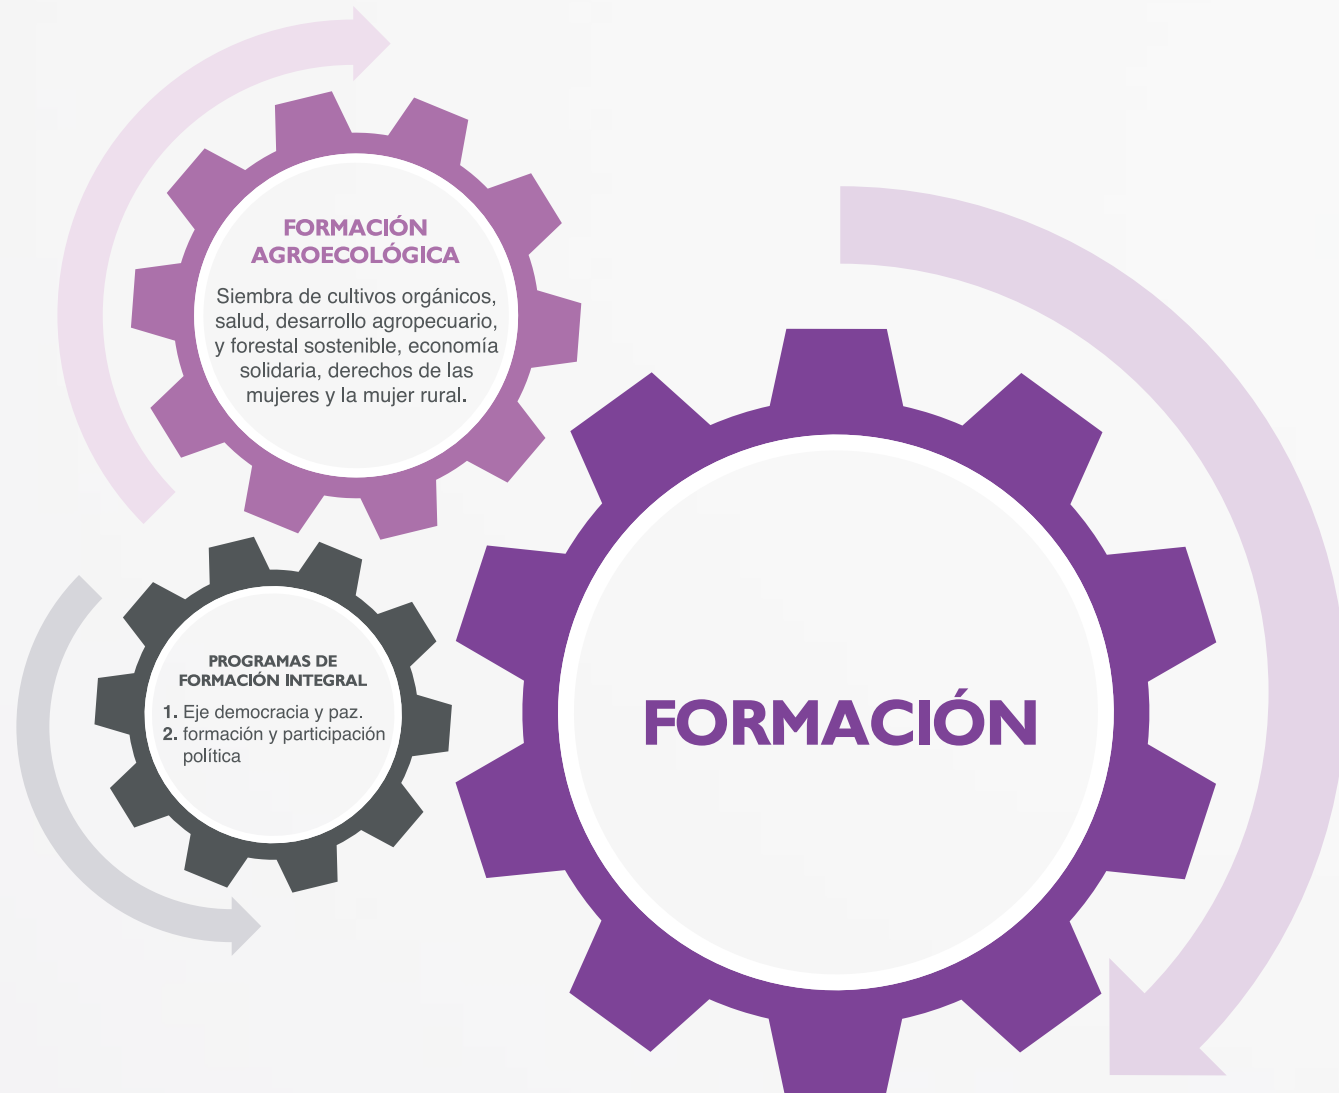 FORMACIÓN
AGROECOLÓGICA
Siembra de cultivos orgánicos,
salud, desarrollo agropecuario,
y forestal sostenible, economía
solidaria, derechos de las
mujeres y la mujer rural.
PROGRAMAS DE
FORMACIÓN INTEGRAL
1. Eje democracia y paz.
2. formación y participación
política
FORMACIÓN